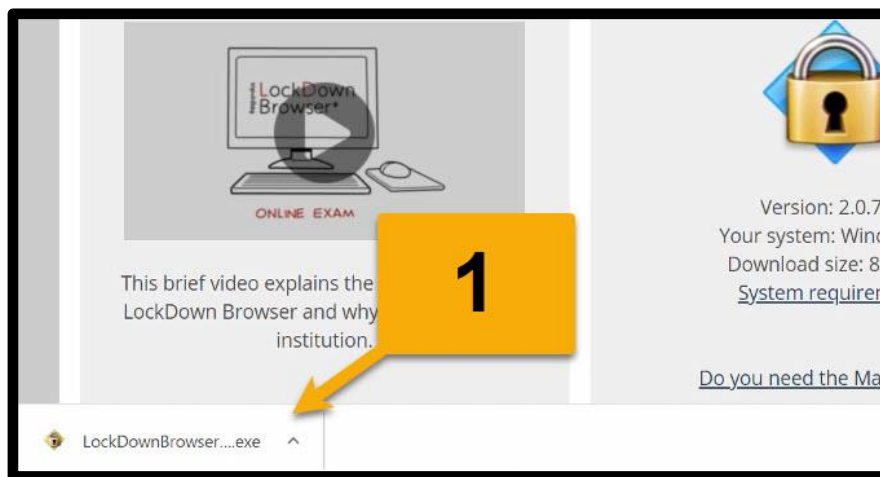 LockDown
Browser
ONLINE EXAM
This brief video explains the
LockDown Browser and why
institution.
1
Version: 2.0.7
Your system: Wind
Download size: 8
System requirem
Do you need the Ma
LockDownBrowser....exe